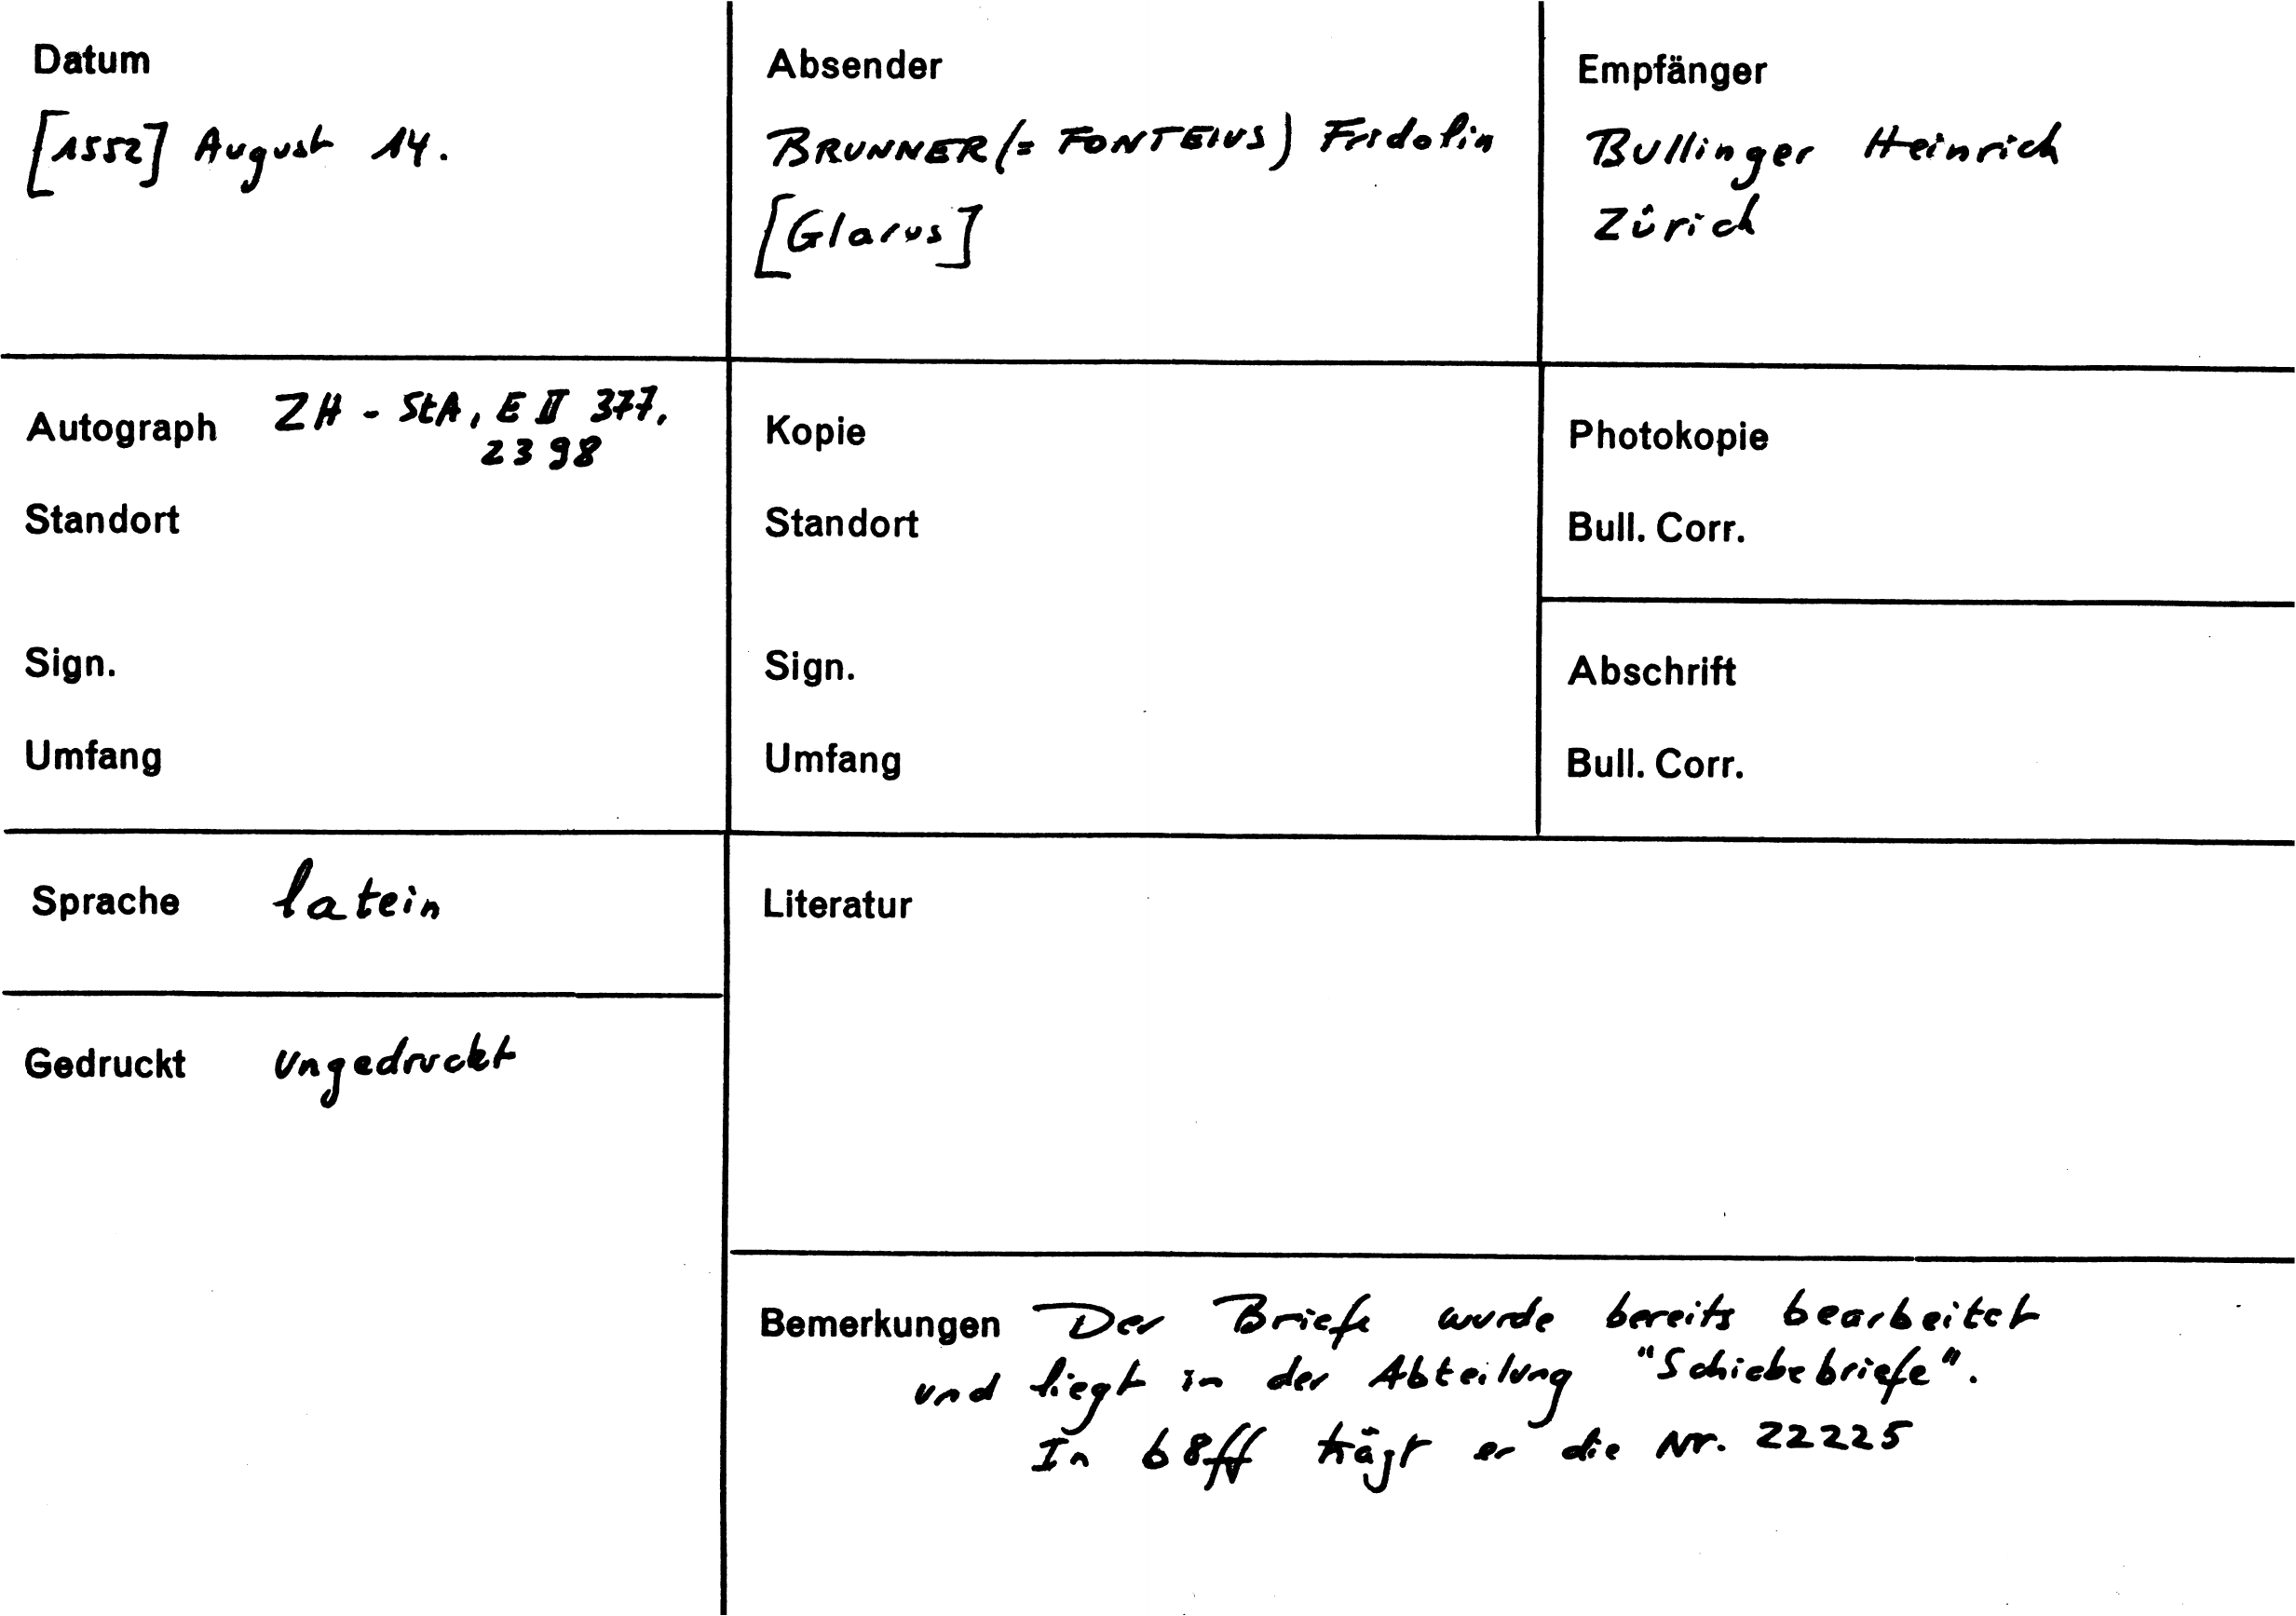 Datum
[1552] August 14.
Absender
BRUNNER (= FONTEIUS) Fridolin
[Glarus]
Empfänger
Bullinger Heinrich
Zürich
Autograph ZH - StA, E II 377,
2398
Standort
Sign.
Umfang
Kopie
Standort
Sign.
Umfang
Photokopie
Bull. Corr.
Abschrift
Bull. Corr.
Sprache latein
Gedruckt ungedruckt
Literatur
Bemerkungen Der Briefe wurde bereits bearbeitet
und liegt in der Abteilung "Schiebebriefe".
In b8ff trägt er die Nr. 22225